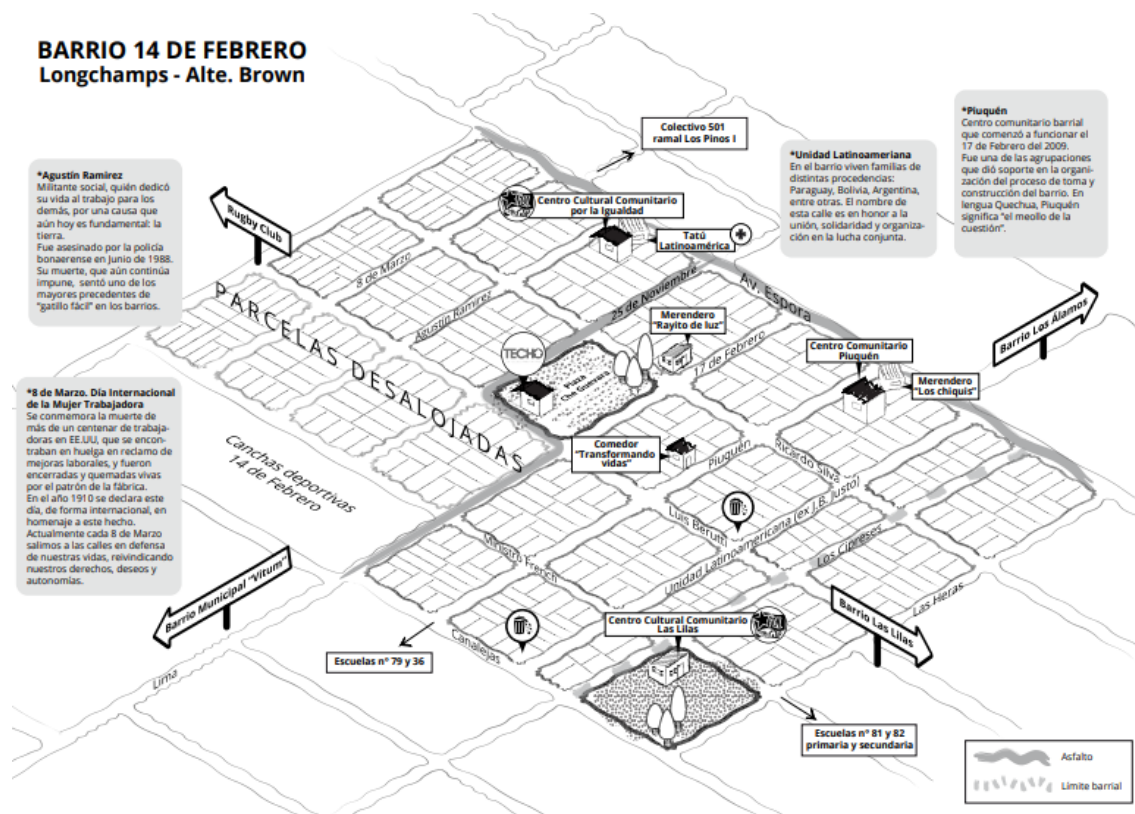 BARRIO 14 DE FEBRERO
Longchamps - Alte. Brown
*Agustín Ramirez
Militante social, quién dedicó
su vida al trabajo para los
demás, por una causa que
aún hoy es fundamental: la
tierra.
Fue asesinado por la policía
bonaerense en Junio de 1988.
Su muerte, que aún continúa
impune, sentó uno de los
mayores precedentes de
"gatillo fácil" en los barrios.
*8 de Marzo. Día Internacional
de la Mujer Trabajadora
Se conmemora la muerte de
más de un centenar de trabaja-
doras en EE.UU, que se encon-
traban en huelga en reclamo de
mejoras laborales, y fueron
encerradas y quemadas vivas
por el patrón de la fábrica.
En el año 1910 se declara este
día, de forma internacional, en
homenaje a este hecho.
Actualmente cada 8 de Marzo
salimos a las calles en defensa
de nuestras vidas, reivindicando
nuestros derechos, deseos y
autonomías.
*Unidad Latinoameriana
En el barrio viven familias de
distintas procedencias:
Paraguay, Bolivia, Argentina,
entre otras. El nombre de
esta calle es en honor a la
unión, solidaridad y organiza-
ción en la lucha conjunta.
*Piuquén
Centro comunitario barrial
que comenzó a funcionar el
17 de Febrero del 2009.
Fue una de las agrupaciones
que dió soporte en la organi-
zación del proceso de toma y
construcción del barrio. En
lengua Quechua, Piuquén
significa "el meollo de la
cuestión".
Colectivo 501
ramal Los Pinos I
Rugby Club
Centro Cultural Comunitario
por la Igualdad
Tatú
Latinoamérica
8 de Marzo
Agustín Ramirez
25 de Noviembre
Av. Espora
PARCELAS DESALOJADAS
Merendero
"Rayito de luz"
17 de Febrero
TECHO
Plaza
Che Guevara
Centro Comunitario
Piuquén
Merendero
"Los chiquis"
Barrio Los Álamos
Canchas deportivas
14 de Febrero
Comedor
"Transformando
vidas"
Piuquén
Ricardo Silva
Luis Berutti
Unidad Latinoamericana (ex J.B. Justo)
Los Cipreses
Ministro French
Las Heras
Barrio Municipal "Vitum"
Canalejas
Centro Cultural Comunitario
Las Lilas
Barrio Las Lilas
Escuelas nº 79 y 36
Lima
Escuelas nº 81 y 82
primaria y secundaria
Asfalto
Límite barrial